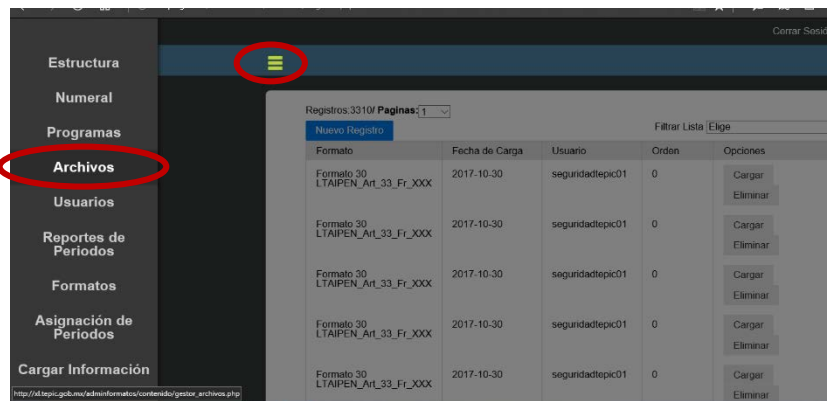 Cerrar Sesió
Estructura
Numeral
Programas
Archivos
Usuarios
Reportes de
Periodos
Formatos
Asignación de
Periodos
Cargar Información
http://xl.tepic.gob.mx/adminformatos/contenido/gestor_archivos.php
Registros:3310/ Paginas: 1
Nuevo Registro
Filtrar Lista Elige
Formato Fecha de Carga Usuario Orden Opciones
Formato 30 2017-10-30 seguridadtepic01 0 Cargar
LTAIPEN_Art_33_Fr_XXX
Eliminar
Formato 30 2017-10-30 seguridadtepic01 0 Cargar
LTAIPEN_Art_33_Fr_XXX
Eliminar
Formato 30 2017-10-30 seguridadtepic01 0 Cargar
LTAIPEN_Art_33_Fr_XXX
Eliminar
Formato 30 2017-10-30 seguridadtepic01 0 Cargar
LTAIPEN_Art_33_Fr_XXX
Eliminar
Formato 30 2017-10-30 seguridadtepic01 0 Cargar
LTAIPEN_Art_33_Fr_XXX
Eliminar